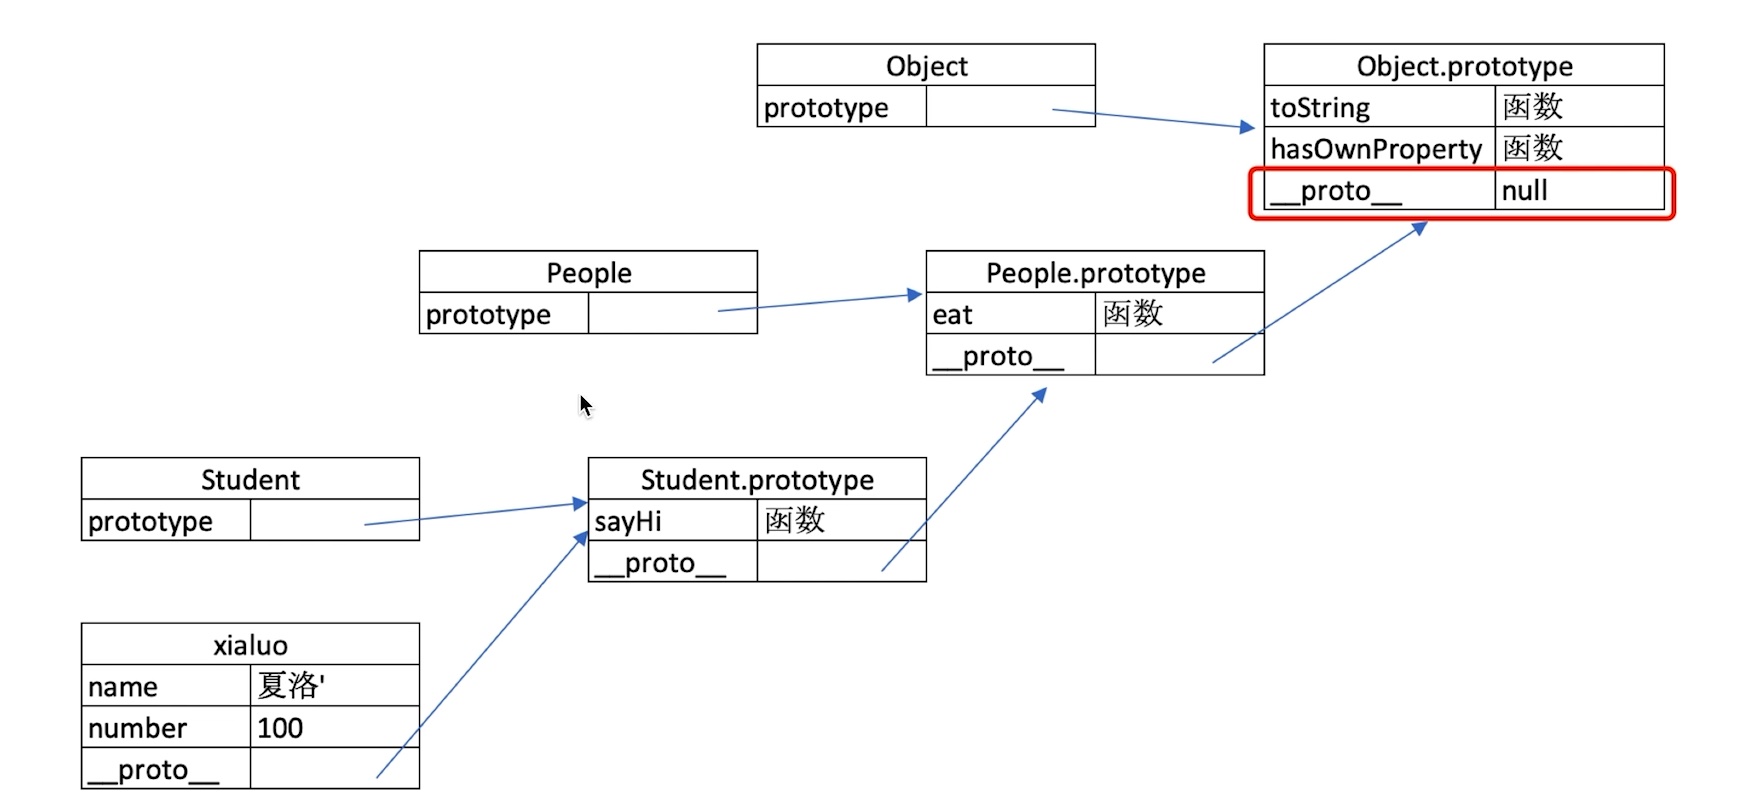 Object
prototype
Object.prototype
toString 函数
hasOwnProperty 函数
__proto__ null
People
prototype
People.prototype
eat 函数
__proto__
Student
prototype
Student.prototype
sayHi 函数
__proto__
xialuo
name 夏洛'
number 100
__proto__